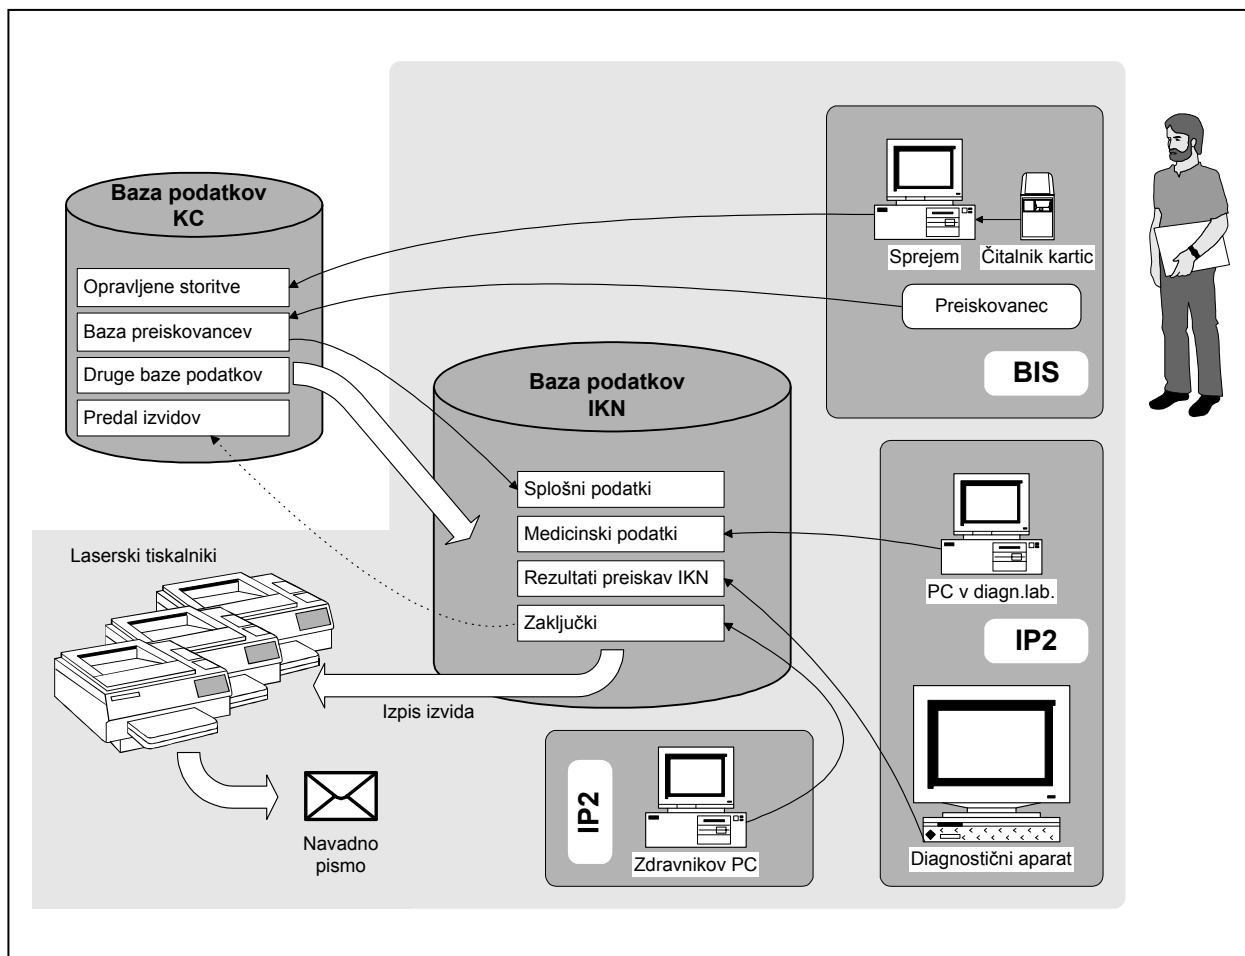 Baza podatkov
KC
Opravljene storitve
Baza preiskovancev
Druge baze podatkov
Predal izvidov
Sprejem
Čitalnik kartic
Preiskovanec
BIS
Baza podatkov
IKN
Splošni podatki
Medicinski podatki
Rezultati preiskav IKN
Zaključki
PC v diagn.lab.
IP2
Diagnostični aparat
Laserski tiskalniki
Izpis izvida
Navadno
pismo
IP2
Zdravnikov PC